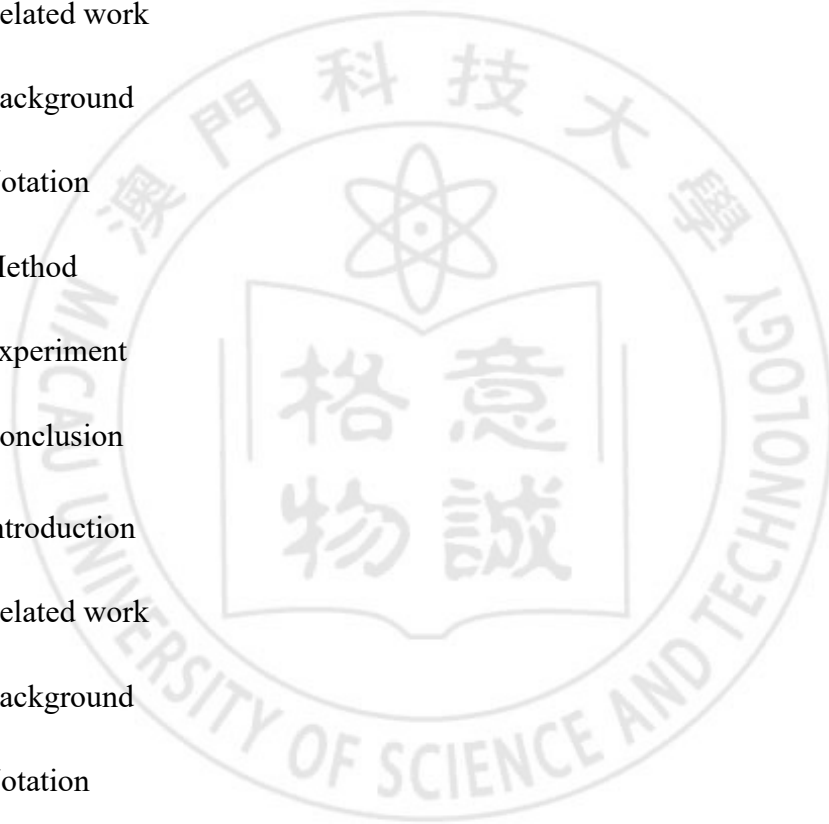 elated work
ackground
otation
ethod
xperiment
onclusion
ntroduction
elated work
ackground
otation
澳門科技大學
MACAU UNIVERSITY OF SCIENCE AND TECHNOLOGY
格意
物誠